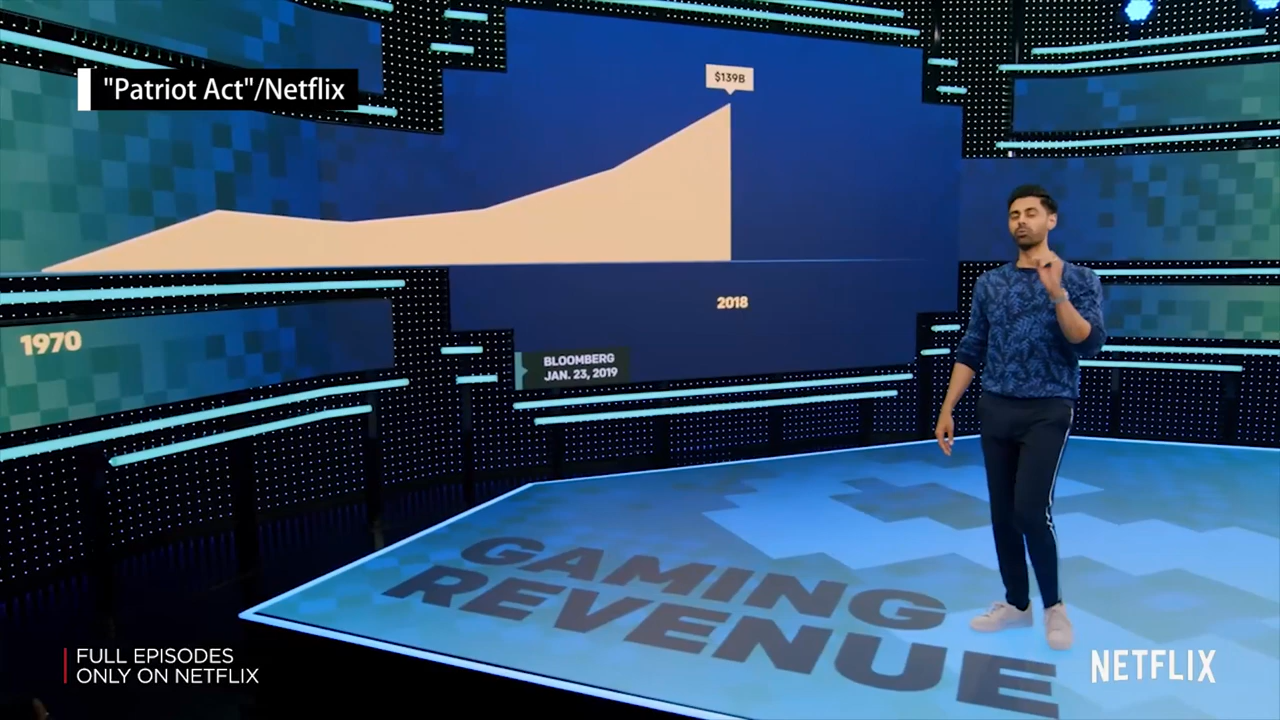 "Patriot Act"/Netflix
$139B
1970
2018
BLOOMBERG
JAN. 23, 2019
GAMING
REVENUE
FULL EPISODES
ONLY ON NETFLIX
NETFLIX